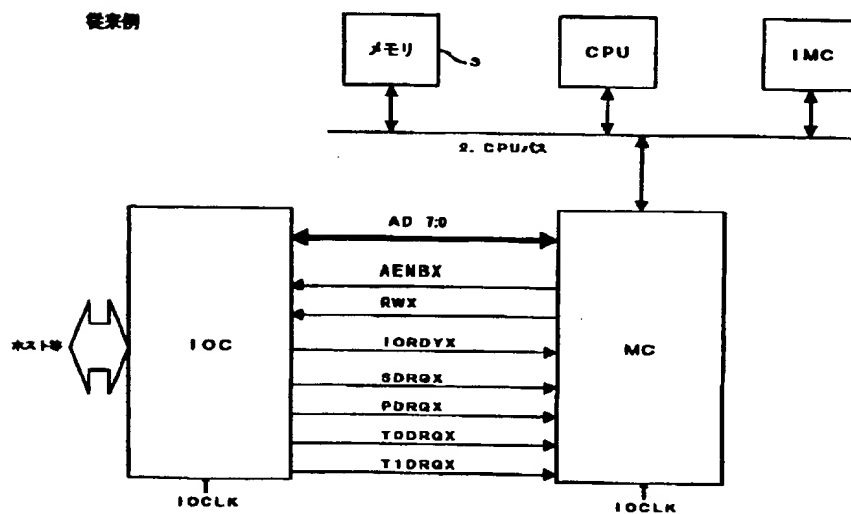 従来例
メモリ
3
CPU
IMC
2. CPUバス
AD 7:0
AENBX
RWX
IORDYX
SDRQX
PDRQX
T0DRQX
T1DRQX
ホスト等
IOC
MC
IOCLK
IOCLK